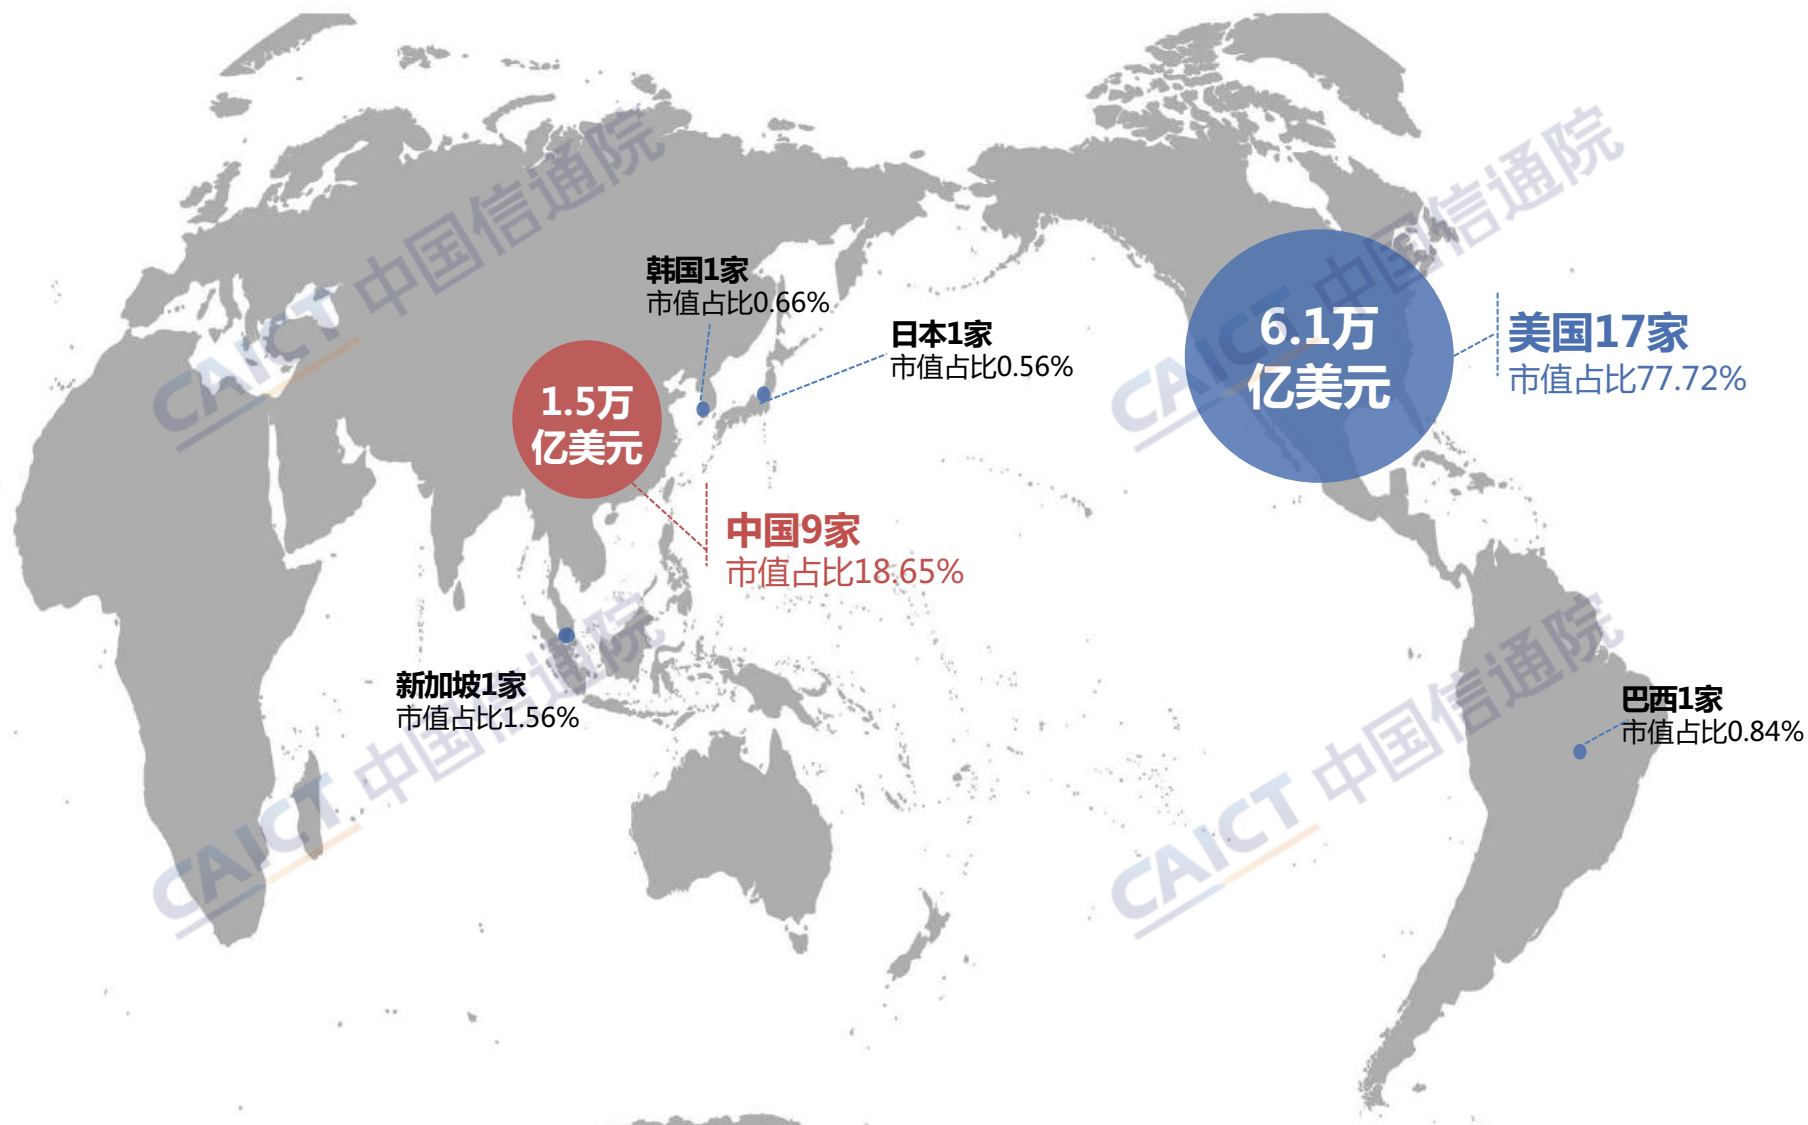 CAICT 中国信通院
CAICT 中国信通院
韩国1家
市值占比0.66%
日本1家
市值占比0.56%
6.1万
亿美元
美国17家
市值占比77.72%
1.5万
亿美元
中国9家
市值占比18.65%
新加坡1家
市值占比1.56%
巴西1家
市值占比0.84%
CAICT 中国信通院
CAICT 中国信通院